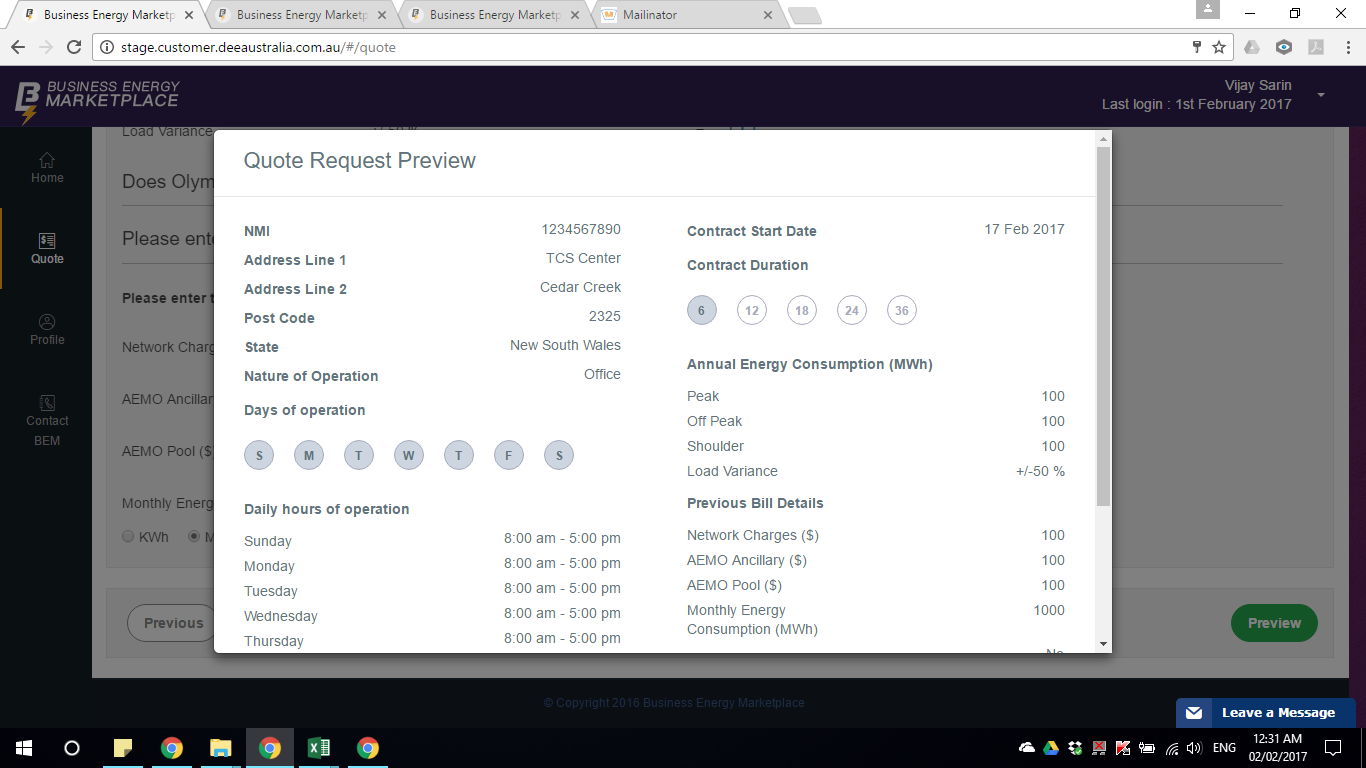 Business Energy Marketp
Business Energy Marketp
Business Energy Marketp
Mailinator
stage.customer.deeaustralia.com.au/#/quote
BUSINESS ENERGY
MARKETPLACE
Vijay Sarin
Last login : 1st February 2017
Home
Quote
Profile
Contact
BEM
Load Variance
Does Olym
Please ente
Please enter t
Network Charg
AEMO Ancillar
AEMO Pool ($
Monthly Energ
KWh
M
Previous
Preview
Quote Request Preview
NMI 1234567890
Address Line 1 TCS Center
Address Line 2 Cedar Creek
Post Code 2325
State New South Wales
Nature of Operation Office
Days of operation
S M T W T F S
Daily hours of operation
Sunday 8:00 am - 5:00 pm
Monday 8:00 am - 5:00 pm
Tuesday 8:00 am - 5:00 pm
Wednesday 8:00 am - 5:00 pm
Thursday 8:00 am - 5:00 pm
Contract Start Date 17 Feb 2017
Contract Duration
6 12 18 24 36
Annual Energy Consumption (MWh)
Peak 100
Off Peak 100
Shoulder 100
Load Variance +/-50 %
Previous Bill Details
Network Charges ($) 100
AEMO Ancillary ($) 100
AEMO Pool ($) 100
Monthly Energy 1000
Consumption (MWh)
No
© Copyright 2016 Business Energy Marketplace
Leave a Message
ENG
12:31 AM
02/02/2017